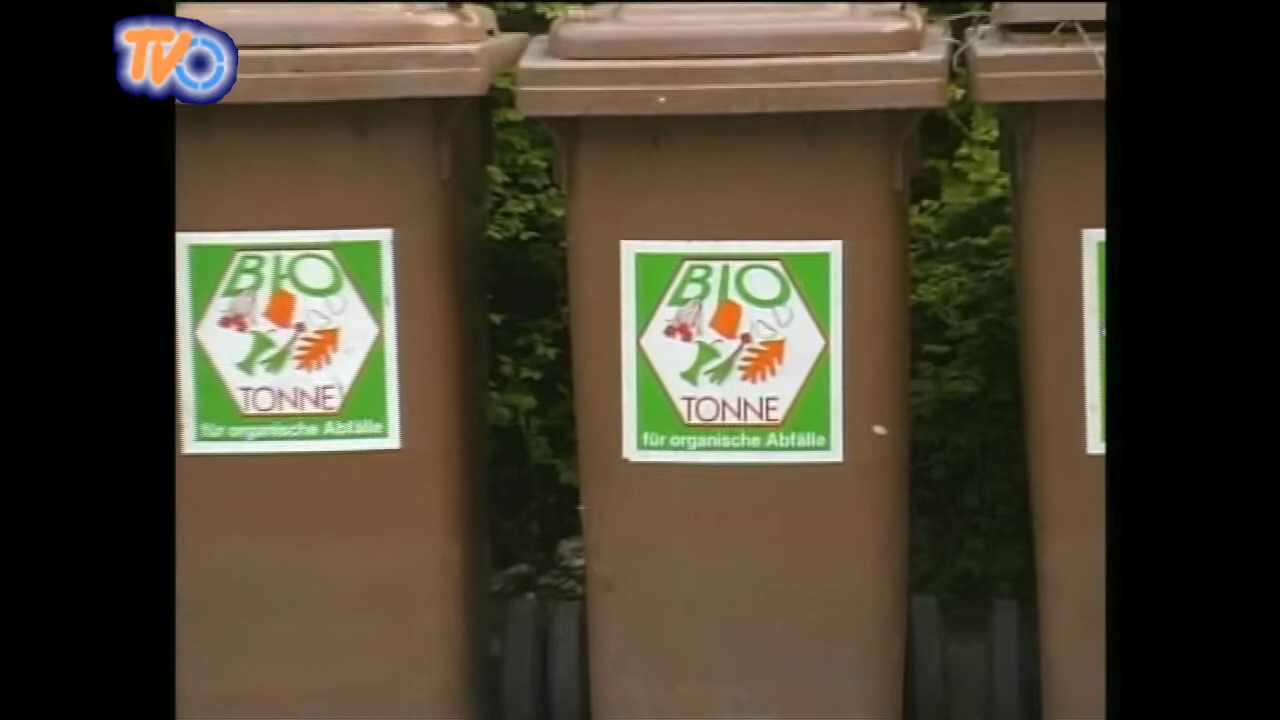 TVO
BIO
TONNE
für organische Abfälle
BIO
TONNE
für organische Abfälle